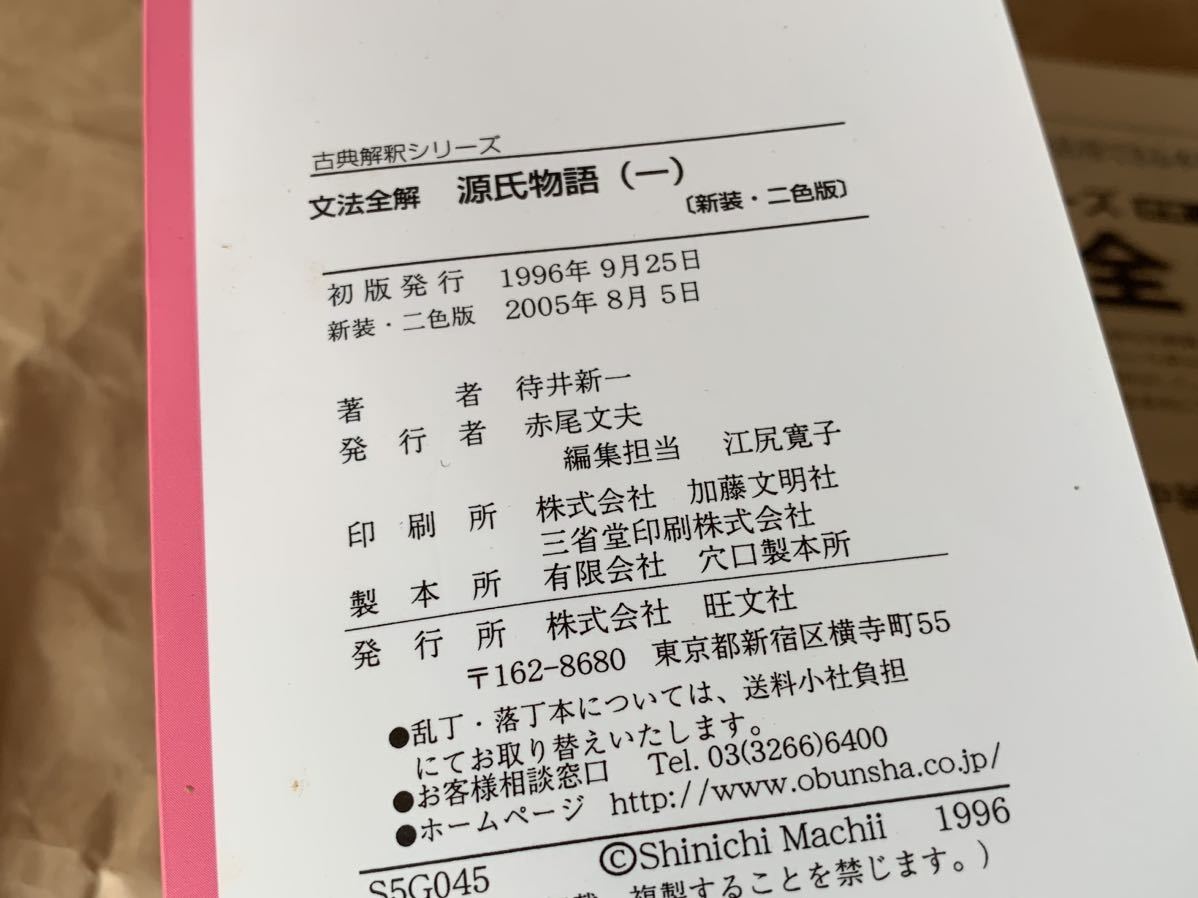 古典解釈シリーズ
文法全解 源氏物語(一)
〔新装・二色版〕
初版発行 1996年 9月25日
新装・二色版 2005年 8月 5日
著者 待井新一
発行者 赤尾文夫
編集担当 江尻寛子
印刷所 株式会社 加藤文明社
三省堂印刷株式会社
製本所 有限会社 穴口製本所
発行所 株式会社 旺文社
〒162-8680 東京都新宿区横寺町55
●乱丁・落丁本については、送料小社負担
にてお取り替えいたします。
●お客様相談窓口 Tel. 03(3266)6400
●ホームページ http://www.obunsha.co.jp/
©Shinichi Machii 1996
S5G045
複製することを禁じます。)
全